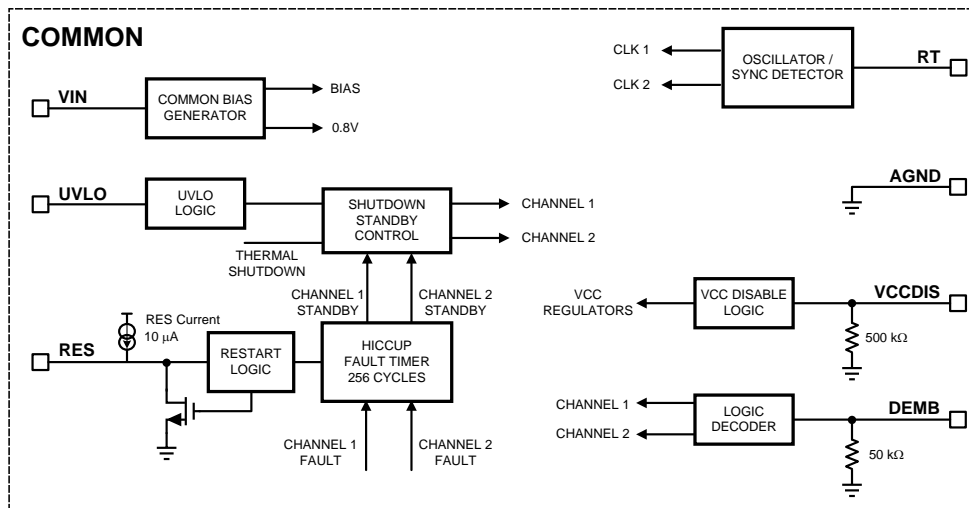 COMMON
VIN
COMMON BIAS
GENERATOR
BIAS
0.8V
CLK 1
CLK 2
OSCILLATOR /
SYNC DETECTOR
RT
UVLO
UVLO
LOGIC
SHUTDOWN
STANDBY
CONTROL
CHANNEL 1
CHANNEL 2
THERMAL
SHUTDOWN
AGND
CHANNEL 1
STANDBY
CHANNEL 2
STANDBY
VCC
REGULATORS
VCC DISABLE
LOGIC
VCCDIS
500 kΩ
RES
RES Current
10 µA
RESTART
LOGIC
HICCUP
FAULT TIMER
256 CYCLES
CHANNEL 1
FAULT
CHANNEL 2
FAULT
CHANNEL 1
CHANNEL 2
LOGIC
DECODER
DEMB
50 kΩ